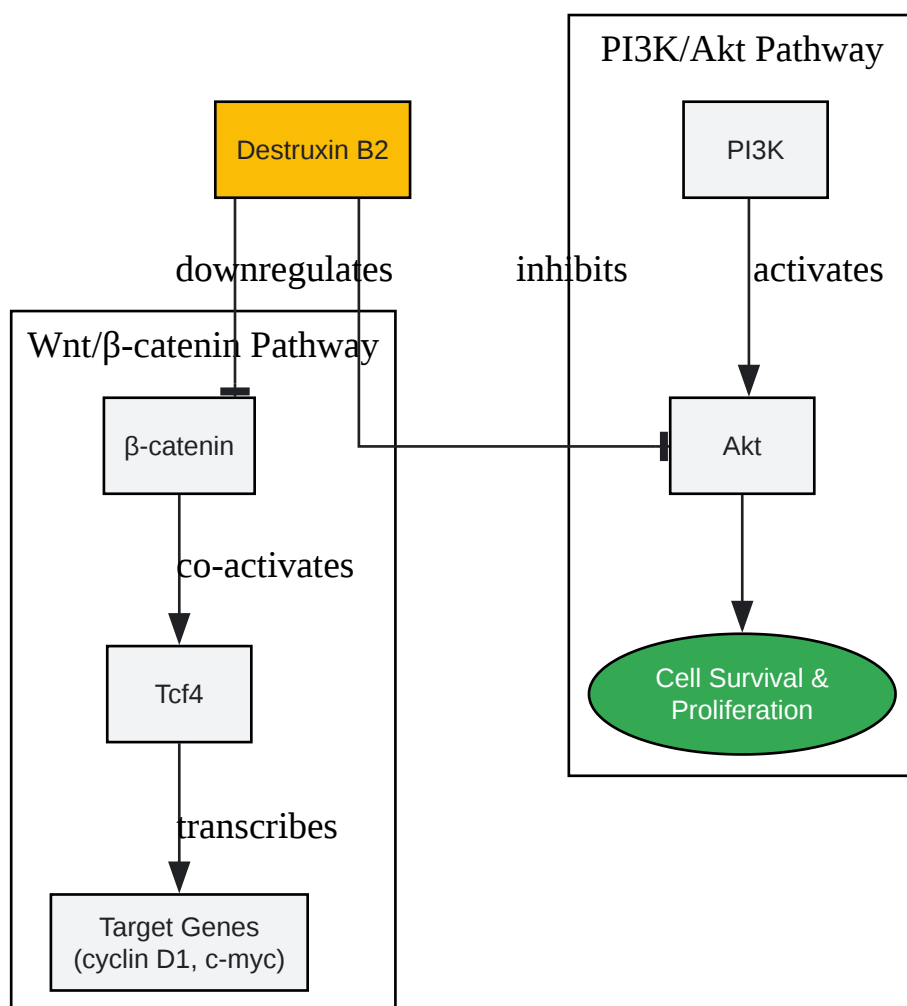 PI3K/Akt Pathway
Destruxin B2
PI3K
downregulates
inhibits
activates
Wnt/β-catenin Pathway
β-catenin
Akt
co-activates
Tcf4
Cell Survival &
Proliferation
transcribes
Target Genes
(cyclin D1, c-myc)